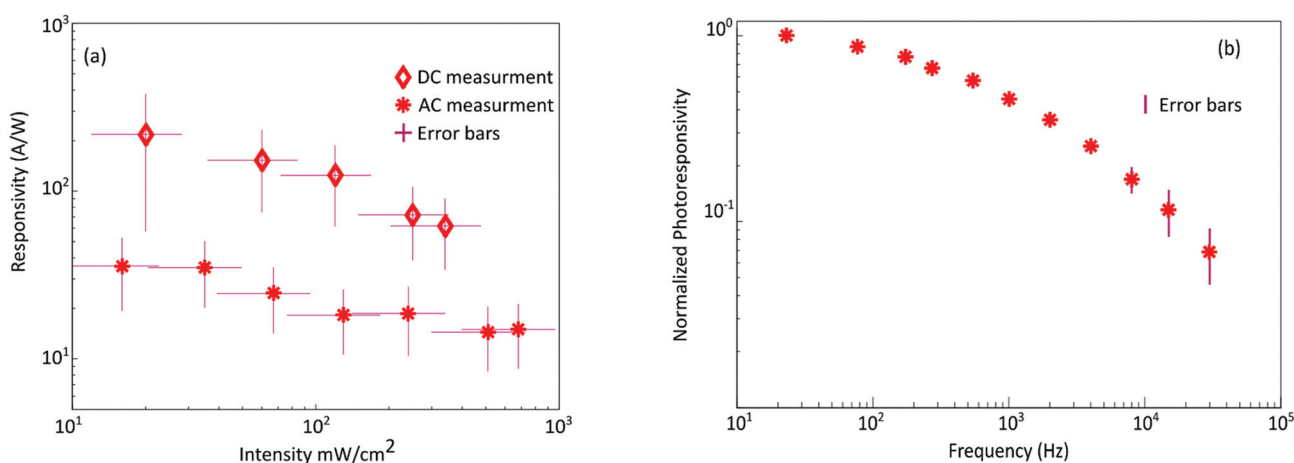 (a)
DC measurment
AC measurment
Error bars
Responsivity (A/W)
10³
10²
10¹
10¹
10²
10³
Intensity mW/cm²
(b)
Error bars
Normalized Photoresponsivity
10⁰
10⁻¹
10¹
10²
10³
10⁴
10⁵
Frequency (Hz)